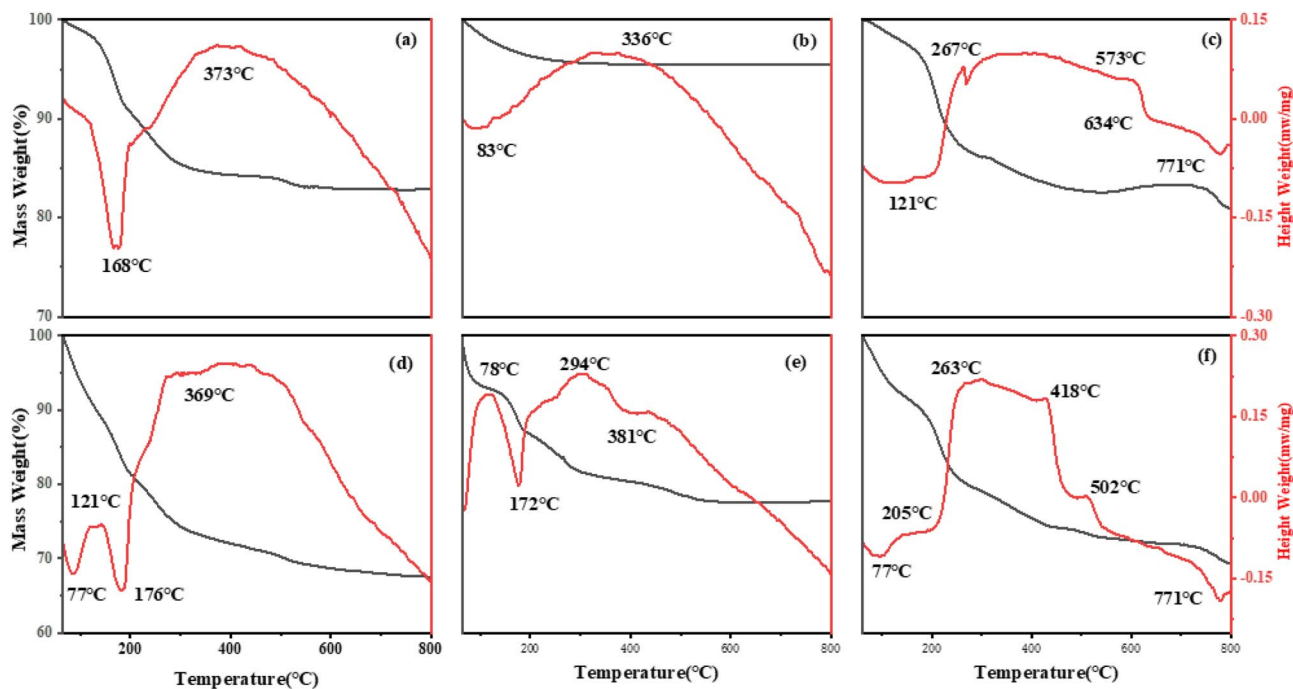 100
90
80
70
Mass Weight(%)
(a)
373°C
168°C
(b)
336°C
83°C
(c)
267°C
573°C
634°C
771°C
121°C
0.15
0.00
-0.15
-0.30
Height Weight(mw/mg)
100
90
80
70
60
Mass Weight(%)
(d)
369°C
121°C
77°C
176°C
200
400
600
800
Temperature(°C)
(e)
78°C
294°C
381°C
172°C
200
400
600
800
Temperature(°C)
(f)
263°C
418°C
502°C
205°C
77°C
771°C
200
400
600
800
Temperature(°C)
0.30
0.15
0.00
-0.15
Height Weight(mw/mg)